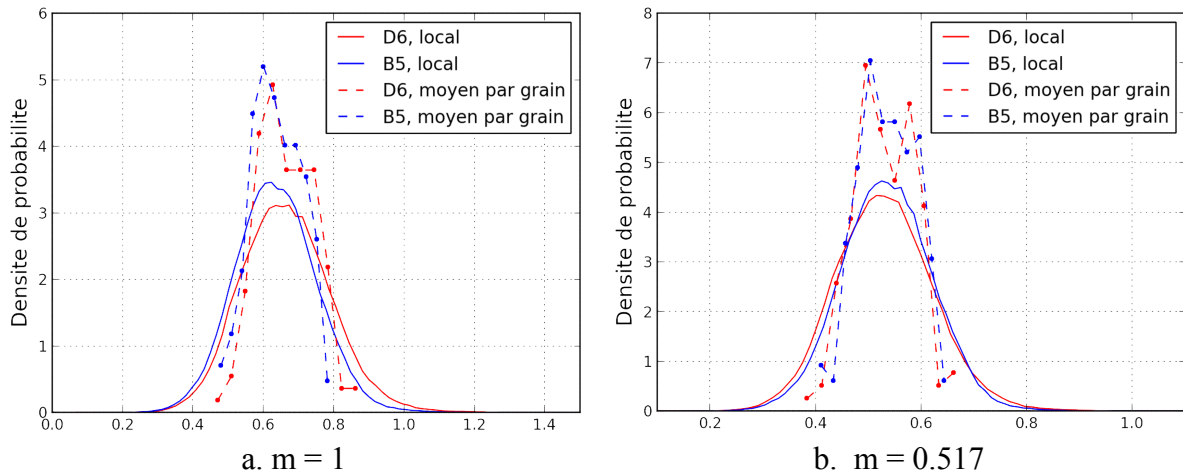 6
5
4
3
2
1
0
Densite de probabilite
0.0 0.2 0.4 0.6 0.8 1.0 1.2 1.4
D6, local
B5, local
D6, moyen par grain
B5, moyen par grain
a. m = 1
8
7
6
5
4
3
2
1
0
Densite de probabilite
0.2 0.4 0.6 0.8 1.0
D6, local
B5, local
D6, moyen par grain
B5, moyen par grain
b. m = 0.517